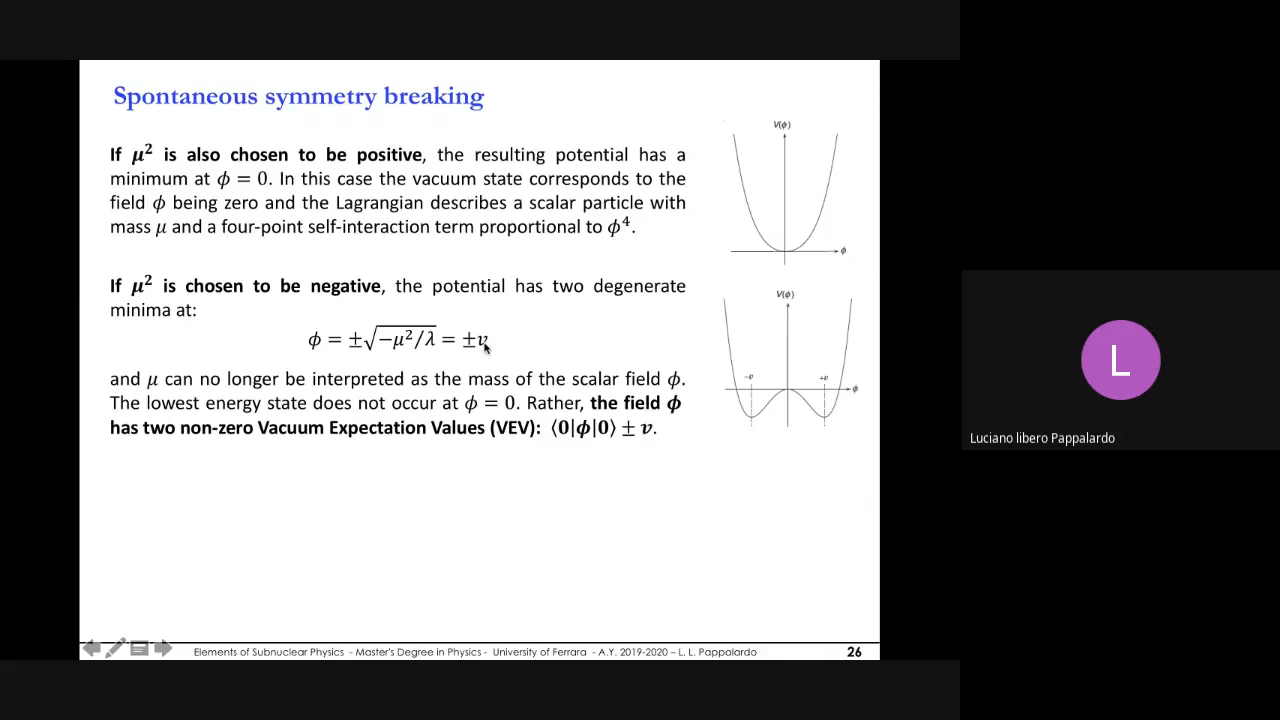 Spontaneous symmetry breaking
If μ² is also chosen to be positive, the resulting potential has a
minimum at ϕ = 0. In this case the vacuum state corresponds to the
field ϕ being zero and the Lagrangian describes a scalar particle with
mass μ and a four-point self-interaction term proportional to ϕ⁴.
If μ² is chosen to be negative, the potential has two degenerate
minima at:
ϕ = ±√−μ²/λ = ±v
and μ can no longer be interpreted as the mass of the scalar field ϕ.
The lowest energy state does not occur at ϕ = 0. Rather, the field ϕ
has two non-zero Vacuum Expectation Values (VEV): ⟨0|ϕ|0⟩ ± v.
V(ϕ)
ϕ
V(ϕ)
−v
+v
ϕ
Elements of Subnuclear Physics - Master's Degree in Physics - University of Ferrara - A.Y. 2019-2020 – L. L. Pappalardo
26
L
Luciano libero Pappalardo